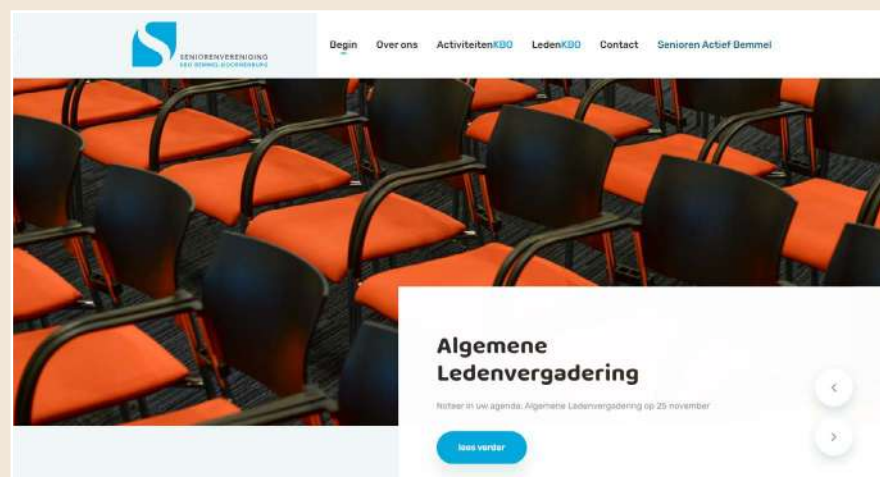 SENIORENVERENIGING
KBO BEMMEL-DOORNENBURG
Begin Over ons ActiviteitenKBO LedenKBO Contact Senioren Actief Bemmel
Algemene
Ledenvergadering
Noteer in uw agenda: Algemene Ledenvergadering op 25 november
lees verder